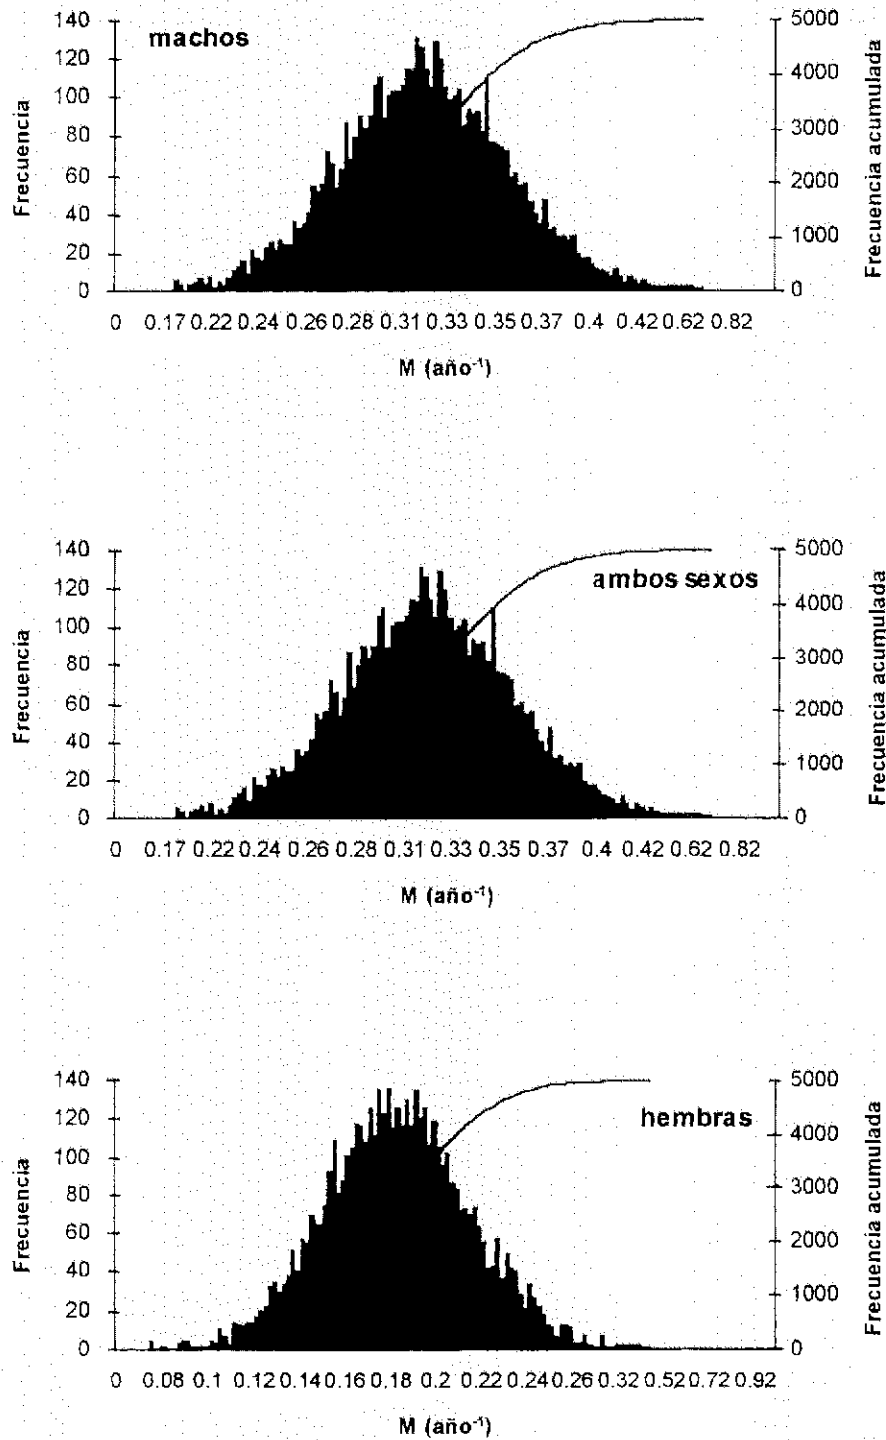 machos
Frecuencia
140
120
100
80
60
40
20
0
5000
4000
3000
2000
1000
0
Frecuencia acumulada
0 0.17 0.22 0.24 0.26 0.28 0.31 0.33 0.35 0.37 0.4 0.42 0.62 0.82
M (año⁻¹)
ambos sexos
Frecuencia
140
120
100
80
60
40
20
0
5000
4000
3000
2000
1000
0
Frecuencia acumulada
0 0.17 0.22 0.24 0.26 0.28 0.31 0.33 0.35 0.37 0.4 0.42 0.62 0.82
M (año⁻¹)
hembras
Frecuencia
140
120
100
80
60
40
20
0
5000
4000
3000
2000
1000
0
Frecuencia acumulada
0 0.08 0.1 0.12 0.14 0.16 0.18 0.2 0.22 0.24 0.26 0.32 0.52 0.72 0.92
M (año⁻¹)